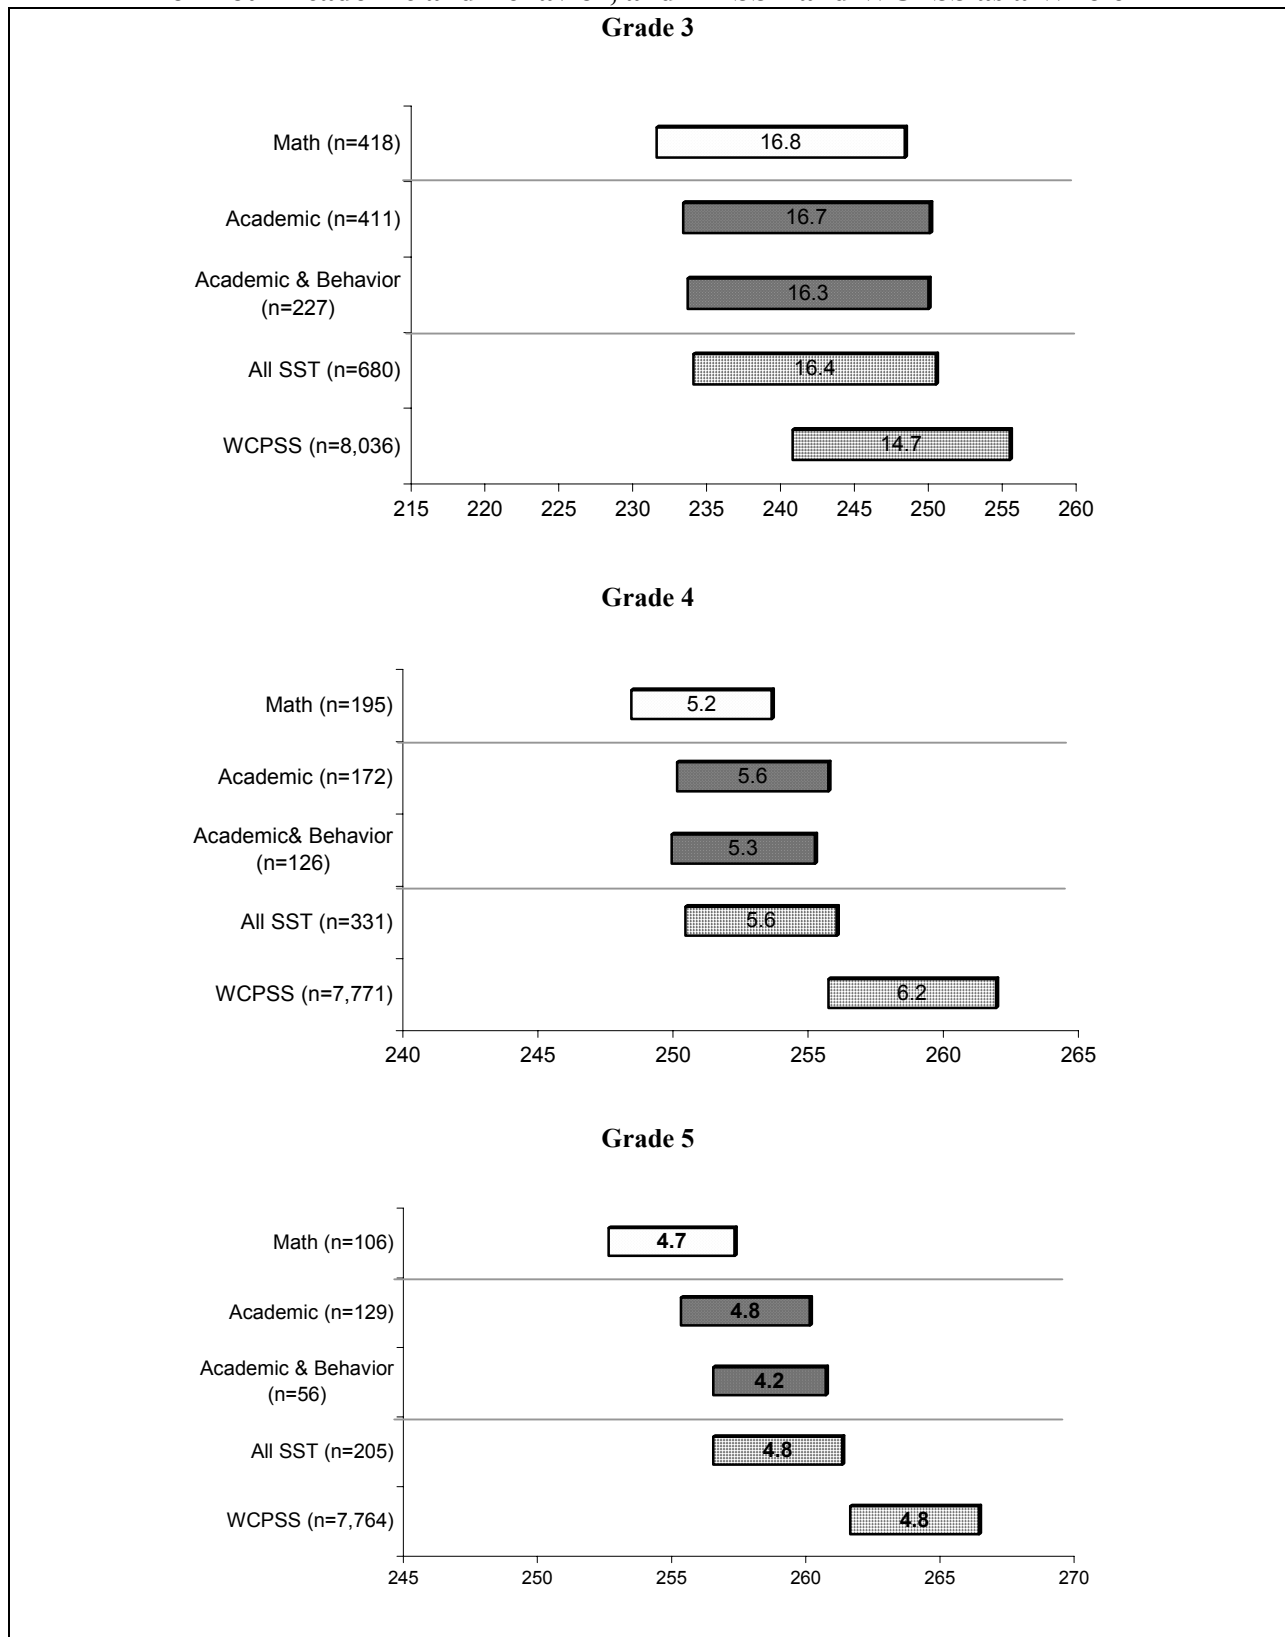 Grade 3
Math (n=418)
16.8
Academic (n=411)
16.7
Academic & Behavior
(n=227)
16.3
All SST (n=680)
16.4
WCPSS (n=8,036)
14.7
215 220 225 230 235 240 245 250 255 260
Grade 4
Math (n=195)
5.2
Academic (n=172)
5.6
Academic& Behavior
(n=126)
5.3
All SST (n=331)
5.6
WCPSS (n=7,771)
6.2
240 245 250 255 260 265
Grade 5
Math (n=106)
4.7
Academic (n=129)
4.8
Academic & Behavior
(n=56)
4.2
All SST (n=205)
4.8
WCPSS (n=7,764)
4.8
245 250 255 260 265 270